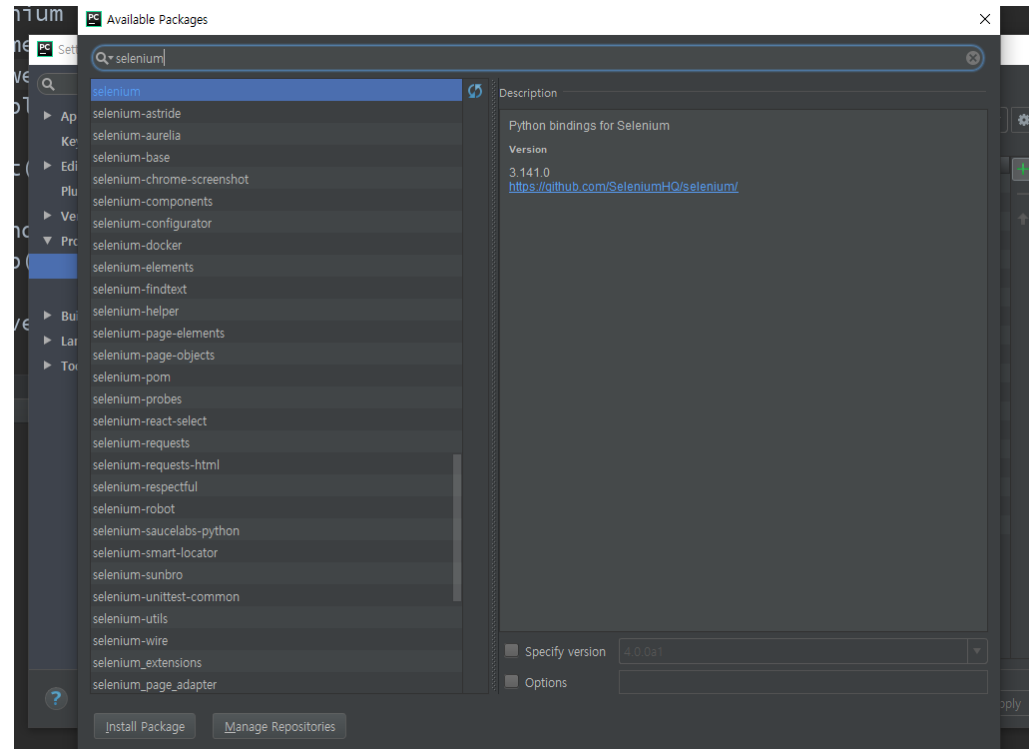 Available Packages
selenium
selenium
selenium-astride
selenium-aurelia
selenium-base
selenium-chrome-screenshot
selenium-components
selenium-configurator
selenium-docker
selenium-elements
selenium-findtext
selenium-helper
selenium-page-elements
selenium-page-objects
selenium-pom
selenium-probes
selenium-react-select
selenium-requests
selenium-requests-html
selenium-respectful
selenium-robot
selenium-saucelabs-python
selenium-smart-locator
selenium-sunbro
selenium-unittest-common
selenium-utils
selenium-wire
selenium_extensions
selenium_page_adapter
Description
Python bindings for Selenium
Version
3.141.0
https://github.com/SeleniumHQ/selenium/
Specify version 4.0.0a1
Options
Install Package Manage Repositories